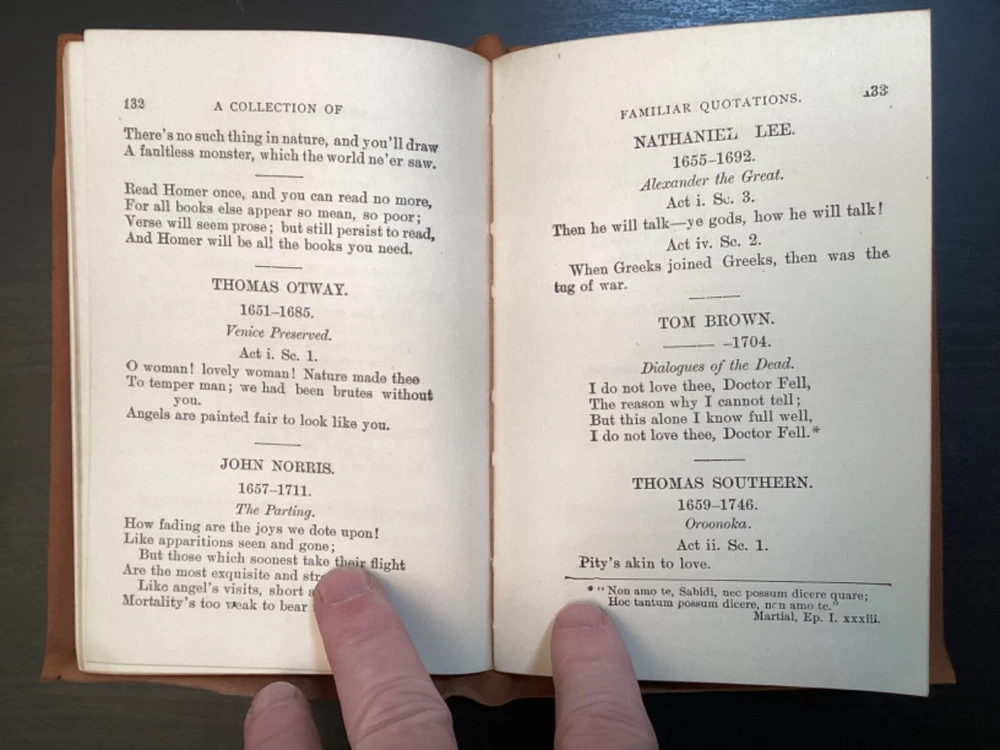 132
A COLLECTION OF
There's no such thing in nature, and you'll draw
A faultless monster, which the world ne'er saw.
Read Homer once, and you can read no more,
For all books else appear so mean, so poor;
Verse will seem prose; but still persist to read,
And Homer will be all the books you need.
THOMAS OTWAY.
1651–1685.
Venice Preserved.
Act i. Sc. 1.
O woman! lovely woman! Nature made thee
To temper man; we had been brutes without
you.
Angels are painted fair to look like you.
JOHN NORRIS.
1657–1711.
The Parting.
How fading are the joys we dote upon!
Like apparitions seen and gone;
But those which soonest take their flight
Are the most exquisite and
Like angel's visits, short
Mortality's too weak to bear
FAMILIAR QUOTATIONS.
133
NATHANIEL LEE.
1655–1692.
Alexander the Great.
Act i. Sc. 3.
Then he will talk—ye gods, how he will talk!
Act iv. Sc. 2.
When Greeks joined Greeks, then was the
tug of war.
TOM BROWN.
——— -1704.
Dialogues of the Dead.
I do not love thee, Doctor Fell,
The reason why I cannot tell;
But this alone I know full well,
I do not love thee, Doctor Fell.*
THOMAS SOUTHERN.
1659–1746.
Oroonoka.
Act ii. Sc. 1.
Pity's akin to love.
* "Non amo te, Sabidi, nec possum dicere quare;
Hoc tantum possum dicere, non amo te."
Martial, Ep. I. xxxiii.